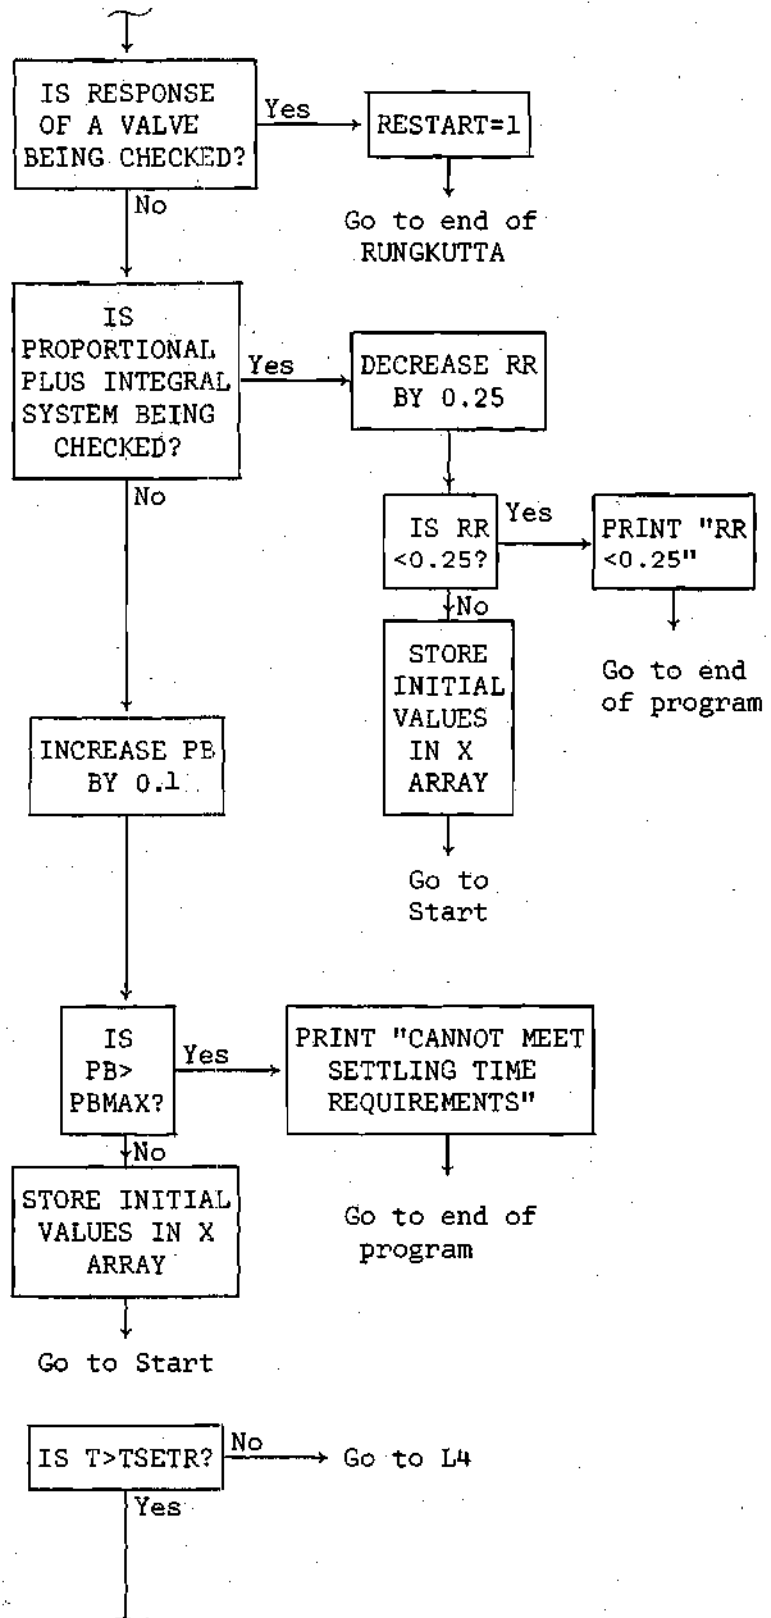 IS RESPONSE
OF A VALVE
BEING CHECKED?
Yes
RESTART=1
Go to end of
RUNGKUTTA
No
IS
PROPORTIONAL
PLUS INTEGRAL
SYSTEM BEING
CHECKED?
Yes
DECREASE RR
BY 0.25
IS RR
<0.25?
Yes
PRINT "RR
<0.25"
Go to end
of program
No
STORE
INITIAL
VALUES
IN X
ARRAY
Go to
Start
No
INCREASE PB
BY 0.1
IS
PB>
PBMAX?
Yes
PRINT "CANNOT MEET
SETTLING TIME
REQUIREMENTS"
Go to end of
program
No
STORE INITIAL
VALUES IN X
ARRAY
Go to Start
IS T>TSETR?
No
Go to L4
Yes